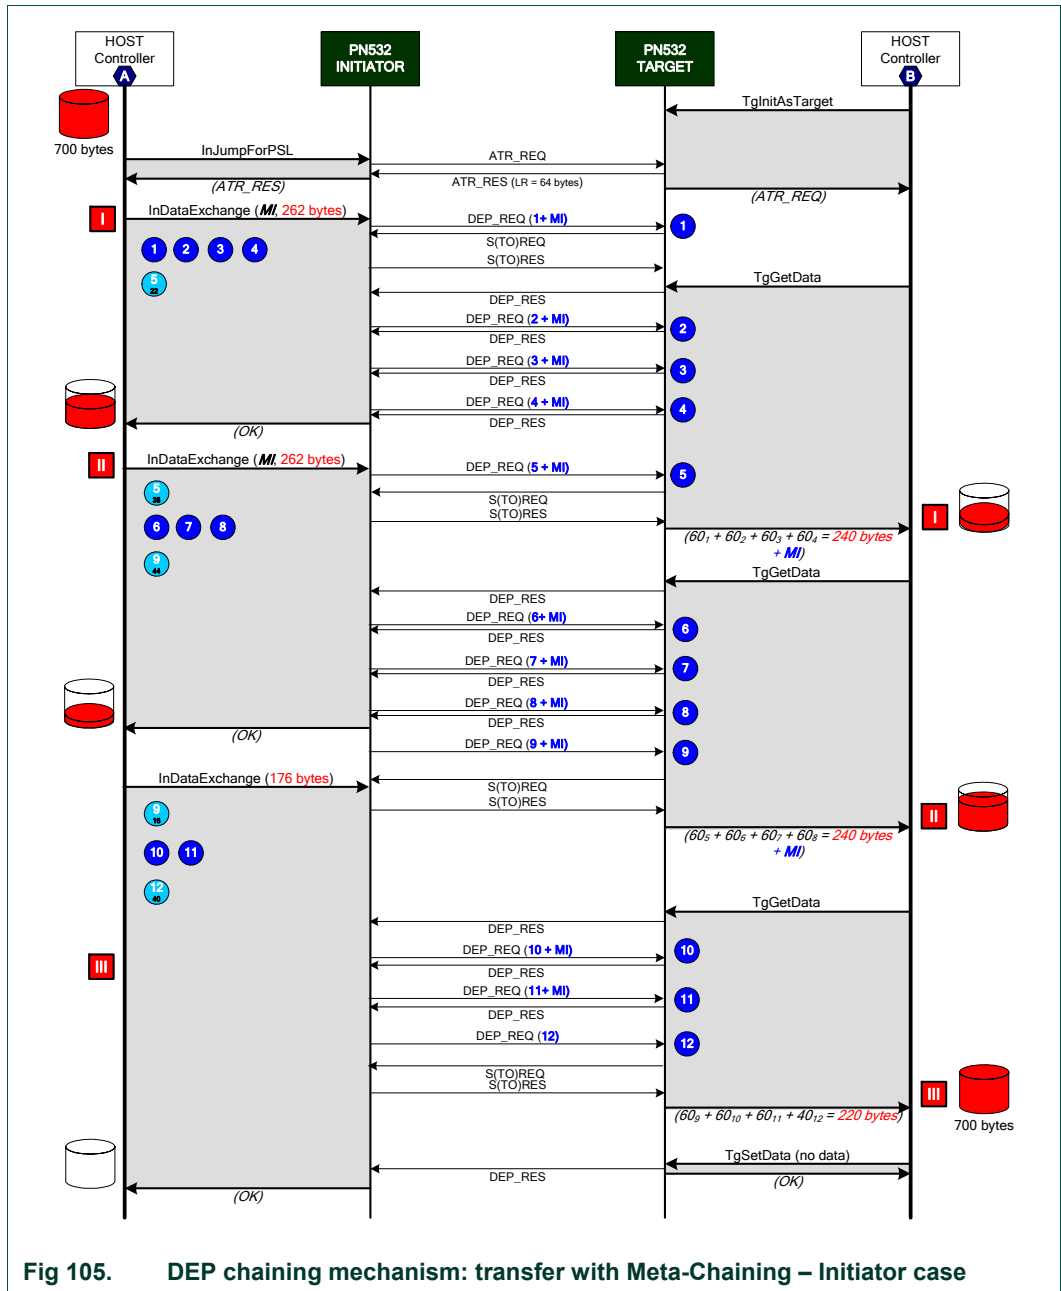 HOST
Controller
A
PN532
INITIATOR
PN532
TARGET
HOST
Controller
B
700 bytes
TgInitAsTarget
InJumpForPSL
ATR_REQ
ATR_RES (LR = 64 bytes)
(ATR_RES)
(ATR_REQ)
I
InDataExchange (MI, 262 bytes)
DEP_REQ (1+ MI)
1
S(TO)REQ
1 2 3 4
S(TO)RES
5
22
TgGetData
DEP_RES
DEP_REQ (2 + MI)
2
DEP_RES
DEP_REQ (3 + MI)
3
DEP_RES
DEP_REQ (4 + MI)
4
DEP_RES
(OK)
II
InDataExchange (MI, 262 bytes)
DEP_REQ (5 + MI)
5
5
38
S(TO)REQ
S(TO)RES
6 7 8
I
(60₁ + 60₂ + 60₃ + 60₄ = 240 bytes
+ MI)
9
44
TgGetData
DEP_RES
DEP_REQ (6+ MI)
6
DEP_RES
DEP_REQ (7 + MI)
7
DEP_RES
DEP_REQ (8 + MI)
8
DEP_RES
(OK)
DEP_REQ (9 + MI)
9
InDataExchange (176 bytes)
S(TO)REQ
S(TO)RES
9
16
II
(60₅ + 60₆ + 60₇ + 60₈ = 240 bytes
+ MI)
10 11
12
40
TgGetData
DEP_RES
DEP_REQ (10 + MI)
10
III
DEP_RES
DEP_REQ (11+ MI)
11
DEP_RES
DEP_REQ (12)
12
S(TO)REQ
S(TO)RES
III
(60₉ + 60₁₀ + 60₁₁ + 40₁₂ = 220 bytes)
700 bytes
TgSetData (no data)
DEP_RES
(OK)
(OK)
Fig 105. DEP chaining mechanism: transfer with Meta-Chaining – Initiator case